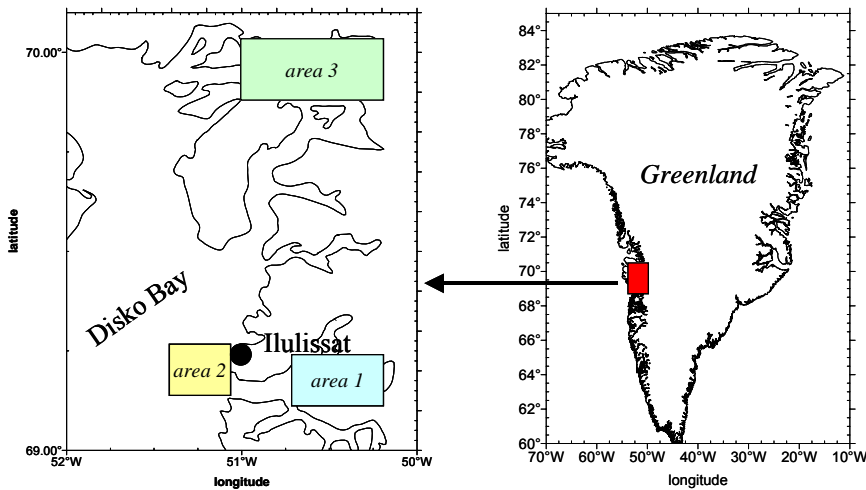 70.00°
69.00°
latitude
52°W
51°W
50°W
longitude
area 3
Disko Bay
Ilulissat
area 2
area 1
84°
82°
80°
78°
76°
74°
72°
70°
68°
66°
64°
62°
60°
latitude
Greenland
70°W
60°W
50°W
40°W
30°W
20°W
10°W
longitude